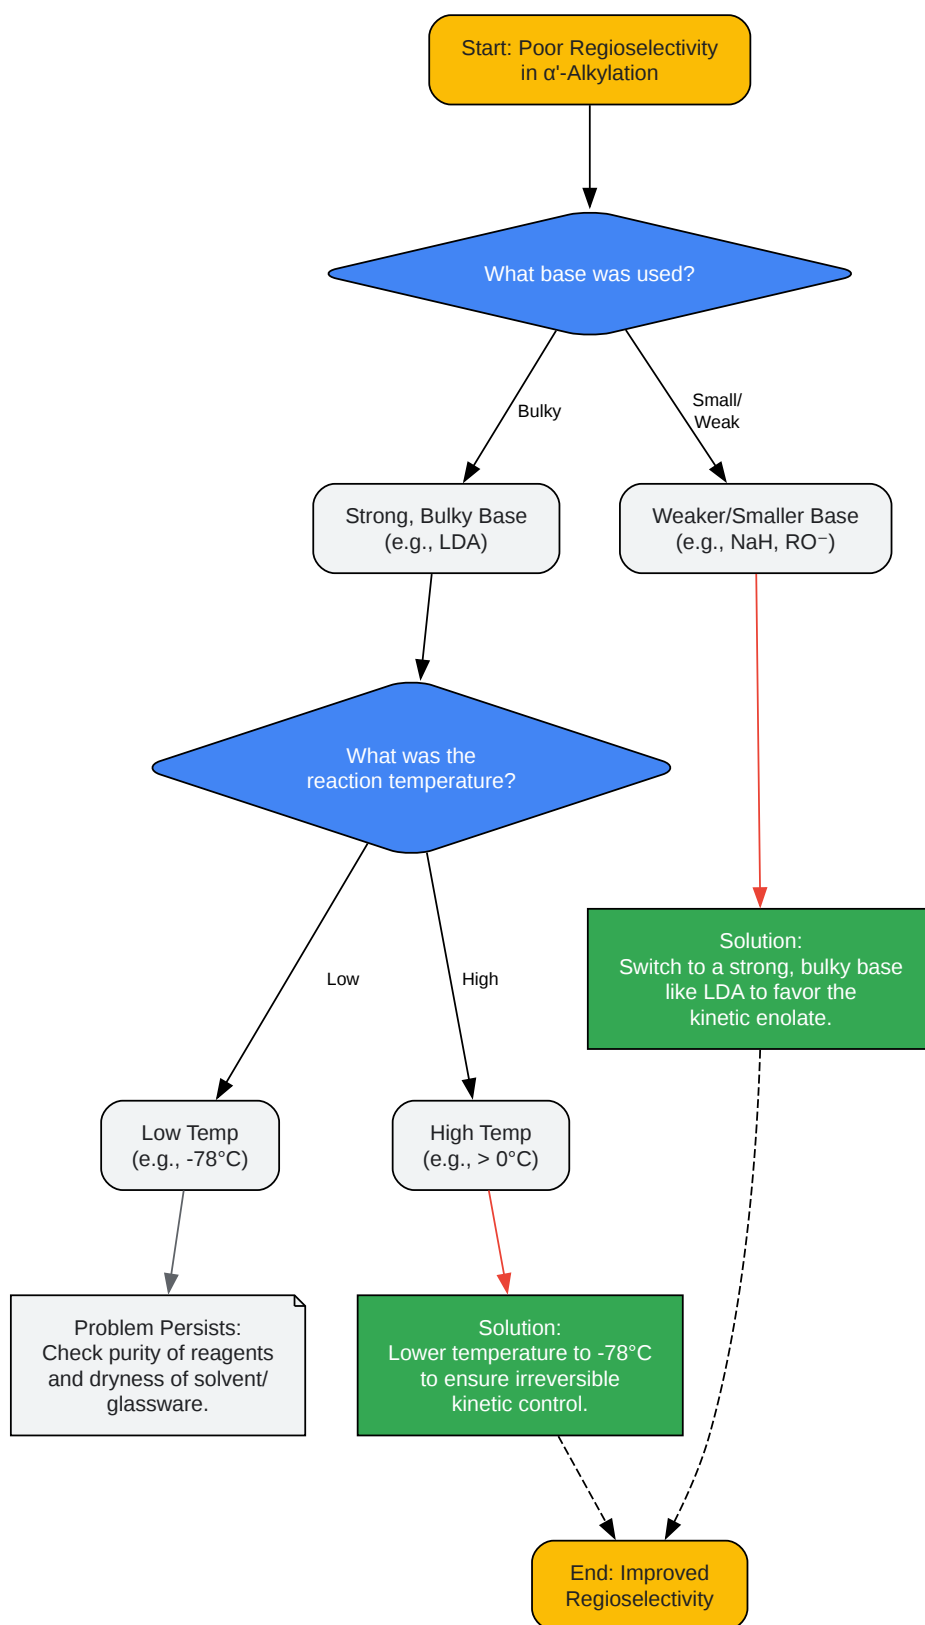 Start: Poor Regioselectivity
in α'-Alkylation
What base was used?
Bulky
Small/
Weak
Strong, Bulky Base
(e.g., LDA)
Weaker/Smaller Base
(e.g., NaH, RO⁻)
What was the
reaction temperature?
Solution:
Switch to a strong, bulky base
like LDA to favor the
kinetic enolate.
Low
High
Low Temp
(e.g., -78°C)
High Temp
(e.g., > 0°C)
Problem Persists:
Check purity of reagents
and dryness of solvent/
glassware.
Solution:
Lower temperature to -78°C
to ensure irreversible
kinetic control.
End: Improved
Regioselectivity